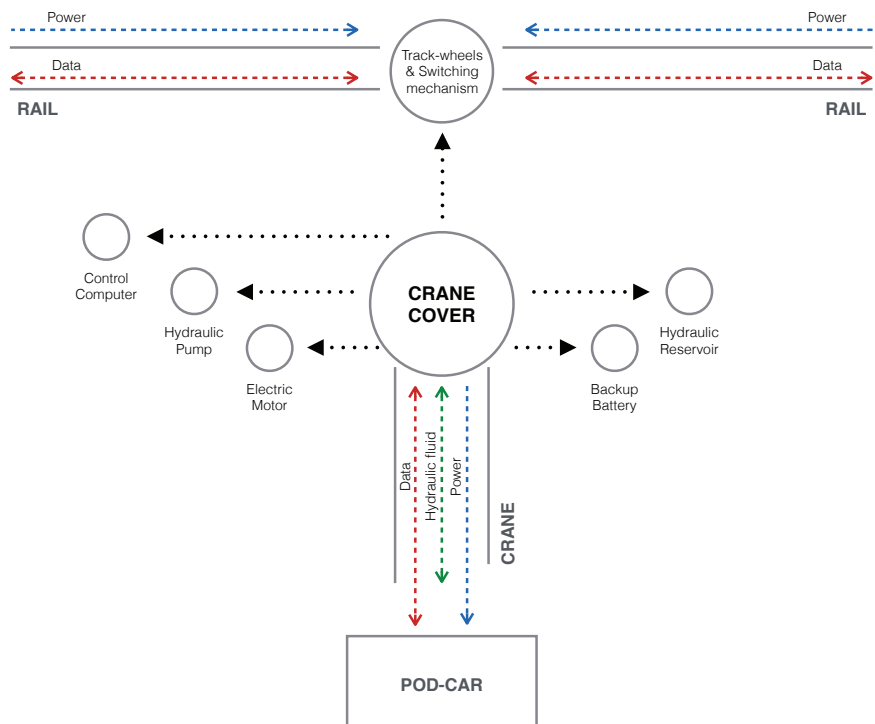 Power
Power
Track-wheels
& Switching
mechanism
Data
Data
RAIL
RAIL
Control
Computer
CRANE
COVER
Hydraulic
Pump
Hydraulic
Reservoir
Electric
Motor
Backup
Battery
Data
Hydraulic fluid
Power
CRANE
POD-CAR